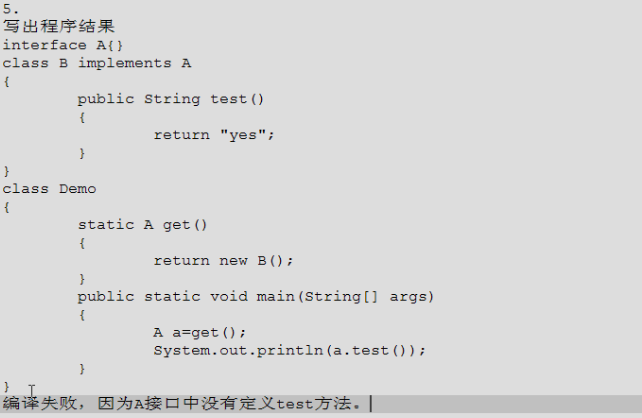 5.
写出程序结果
interface A{}
class B implements A
{
        public String test()
        {
                return "yes";
        }
}
class Demo
{
        static A get()
        {
                return new B();
        }
        public static void main(String[] args)
        {
                A a=get();
                System.out.println(a.test());
        }
}
编译失败，因为A接口中没有定义test方法。